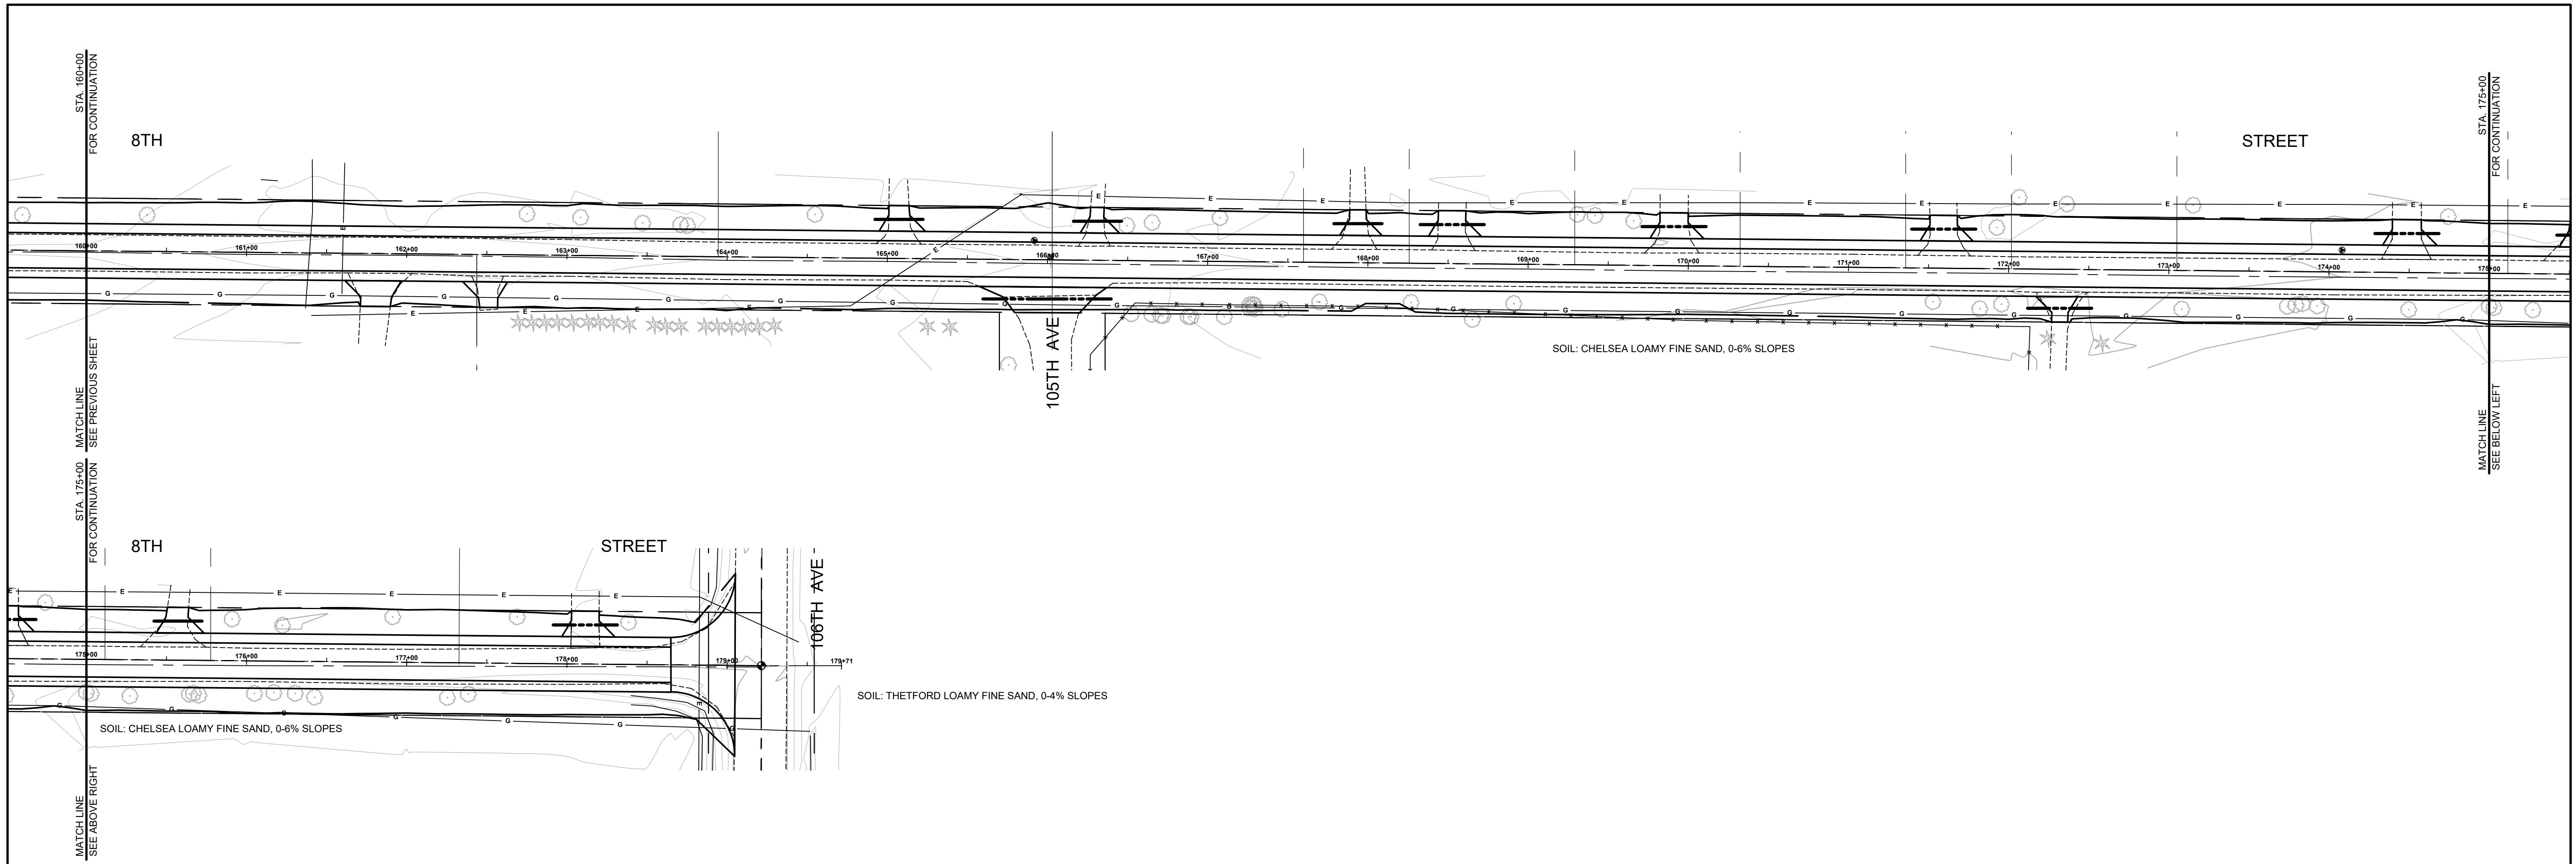 STA. 160+00
FOR CONTINUATION
MATCH LINE
SEE PREVIOUS SHEET
8TH
STREET
STA. 175+00
FOR CONTINUATION
MATCH LINE
SEE BELOW LEFT
E E E E E E E E E E E E
E
160+00 161+00 162+00 163+00 164+00 165+00 166+00 167+00 168+00 169+00 170+00 171+00 172+00 173+00 174+00 175+00
G G G G G G G G G G G G G G G G G G G G G G
E E E E
105TH AVE
SOIL: CHELSEA LOAMY FINE SAND, 0-6% SLOPES
STA. 175+00
FOR CONTINUATION
MATCH LINE
SEE ABOVE RIGHT
8TH
STREET
106TH AVE
E E E E E E E
175+00 176+00 177+00 178+00 179+00 179+71
G G G G G G G
E
SOIL: THETFORD LOAMY FINE SAND, 0-4% SLOPES
SOIL: CHELSEA LOAMY FINE SAND, 0-6% SLOPES